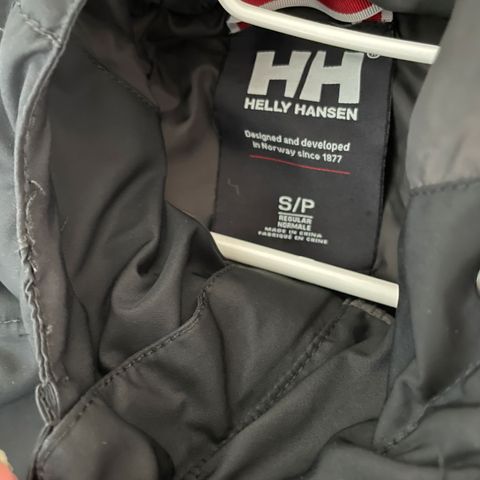 HH
HELLY HANSEN
Designed and developed
in Norway since 1877
S/P
REGULAR
NORMALE
MADE IN CHINA
FABRIQUÉ EN CHINE